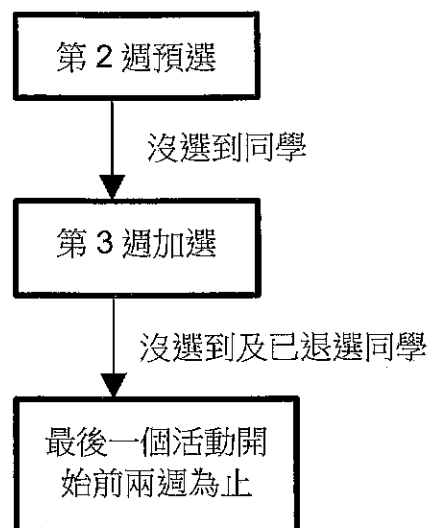 第 2 週預選
沒選到同學
第 3 週加選
沒選到及已退選同學
最後一個活動開
始前兩週為止